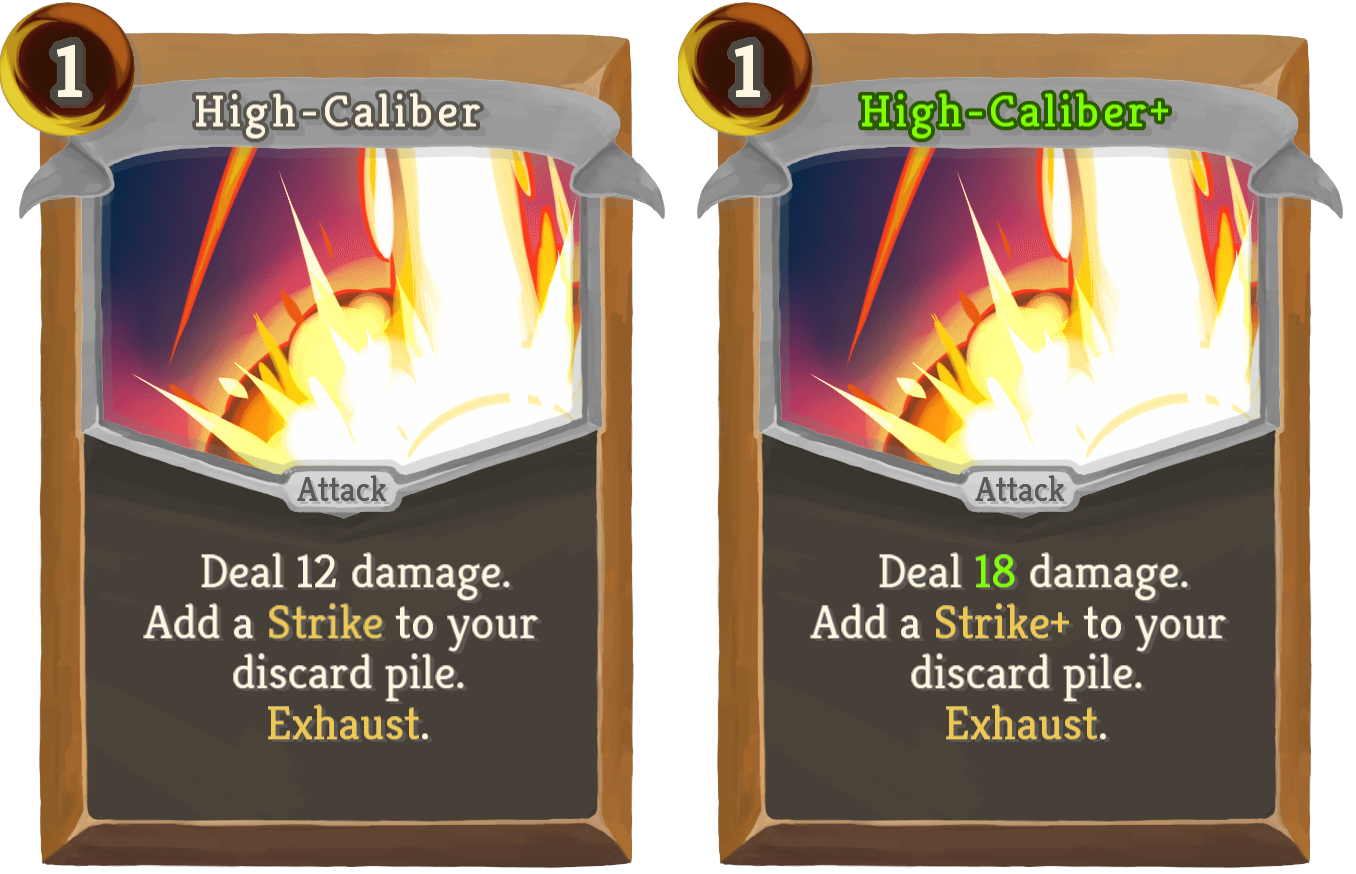 1
High-Caliber
Attack
Deal 12 damage.
Add a Strike to your
discard pile.
Exhaust.
1
High-Caliber+
Attack
Deal 18 damage.
Add a Strike+ to your
discard pile.
Exhaust.